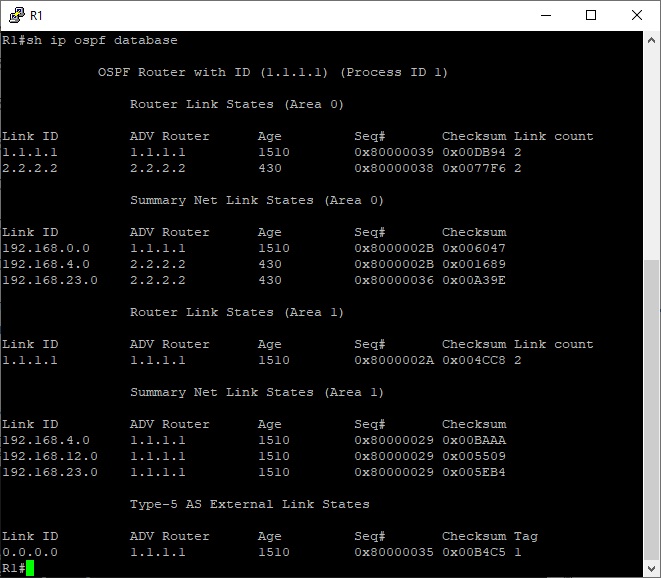 R1
R1#sh ip ospf database
OSPF Router with ID (1.1.1.1) (Process ID 1)
Router Link States (Area 0)
Link ID ADV Router Age Seq# Checksum Link count
1.1.1.1 1.1.1.1 1510 0x80000039 0x00DB94 2
2.2.2.2 2.2.2.2 430 0x80000038 0x0077F6 2
Summary Net Link States (Area 0)
Link ID ADV Router Age Seq# Checksum
192.168.0.0 1.1.1.1 1510 0x8000002B 0x006047
192.168.4.0 2.2.2.2 430 0x8000002B 0x001689
192.168.23.0 2.2.2.2 430 0x80000036 0x00A39E
Router Link States (Area 1)
Link ID ADV Router Age Seq# Checksum Link count
1.1.1.1 1.1.1.1 1510 0x8000002A 0x004CC8 2
Summary Net Link States (Area 1)
Link ID ADV Router Age Seq# Checksum
192.168.4.0 1.1.1.1 1510 0x80000029 0x00BAAA
192.168.12.0 1.1.1.1 1510 0x80000029 0x005509
192.168.23.0 1.1.1.1 1510 0x80000029 0x005EB4
Type-5 AS External Link States
Link ID ADV Router Age Seq# Checksum Tag
0.0.0.0 1.1.1.1 1510 0x80000035 0x00B4C5 1
R1#